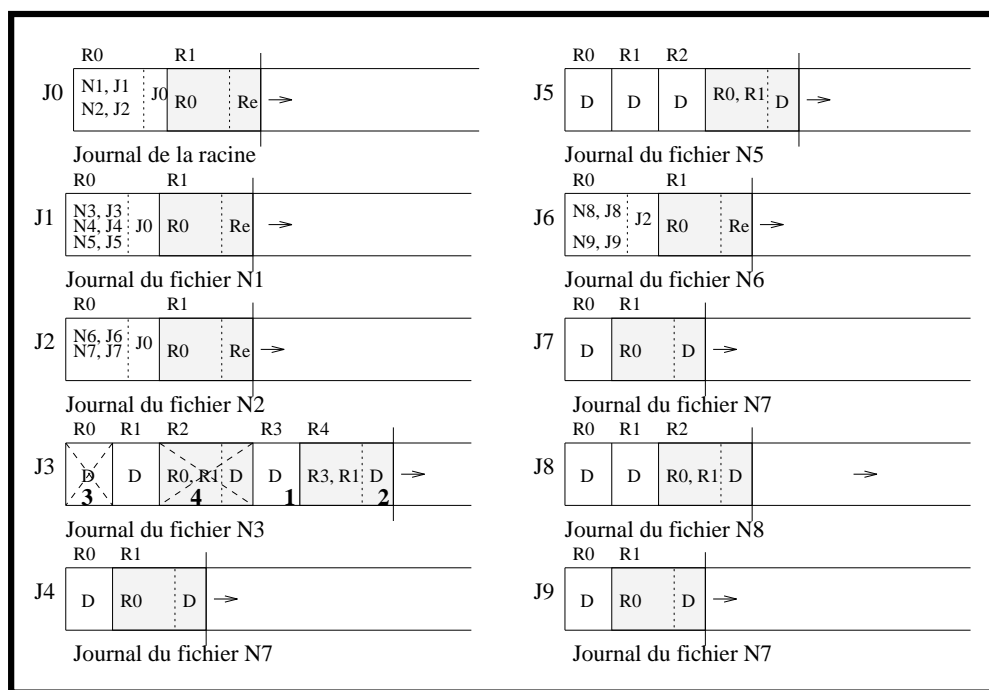 R0 R1
J0 N1, J1 J0 R0 Re
N2, J2
Journal de la racine
R0 R1
J1 N3, J3 J0 R0 Re
N4, J4
N5, J5
Journal du fichier N1
R0 R1
J2 N6, J6 J0 R0 Re
N7, J7
Journal du fichier N2
R0 R1 R2 R3 R4
J3 D D R0, R1 D D R3, R1 D
3 4 1 2
Journal du fichier N3
R0 R1
J4 D R0 D
Journal du fichier N7
R0 R1 R2
J5 D D D R0, R1 D
Journal du fichier N5
R0 R1
J6 N8, J8 J2 R0 Re
N9, J9
Journal du fichier N6
R0 R1
J7 D R0 D
Journal du fichier N7
R0 R1 R2
J8 D D R0, R1 D
Journal du fichier N8
R0 R1
J9 D R0 D
Journal du fichier N7